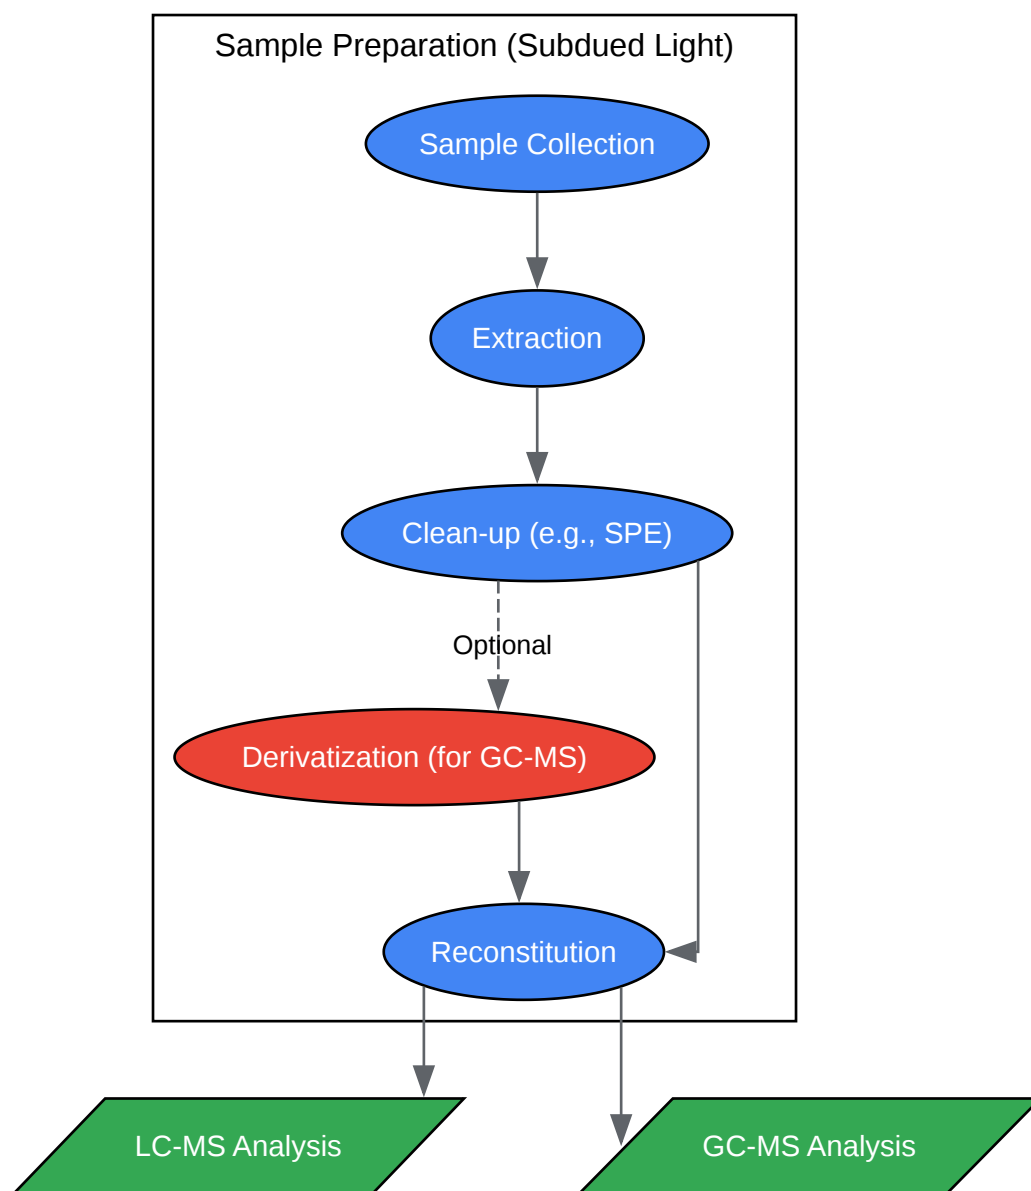 Sample Preparation (Subdued Light)
Sample Collection
Extraction
Clean-up (e.g., SPE)
Optional
Derivatization (for GC-MS)
Reconstitution
LC-MS Analysis
GC-MS Analysis